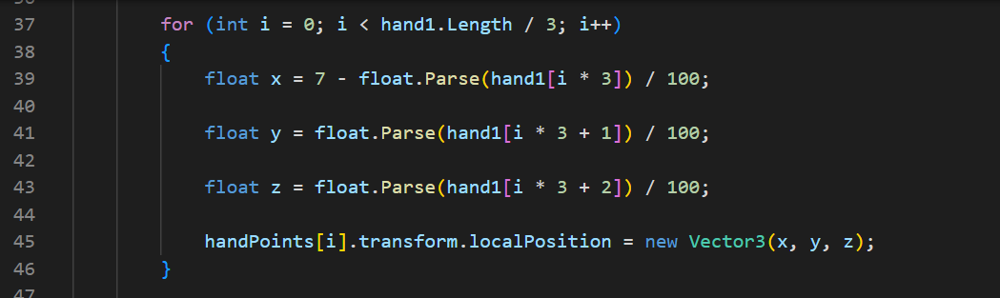 37 for (int i = 0; i < hand1.Length / 3; i++)
38 {
39 float x = 7 - float.Parse(hand1[i * 3]) / 100;
40
41 float y = float.Parse(hand1[i * 3 + 1]) / 100;
42
43 float z = float.Parse(hand1[i * 3 + 2]) / 100;
44
45 handPoints[i].transform.localPosition = new Vector3(x, y, z);
46 }
47